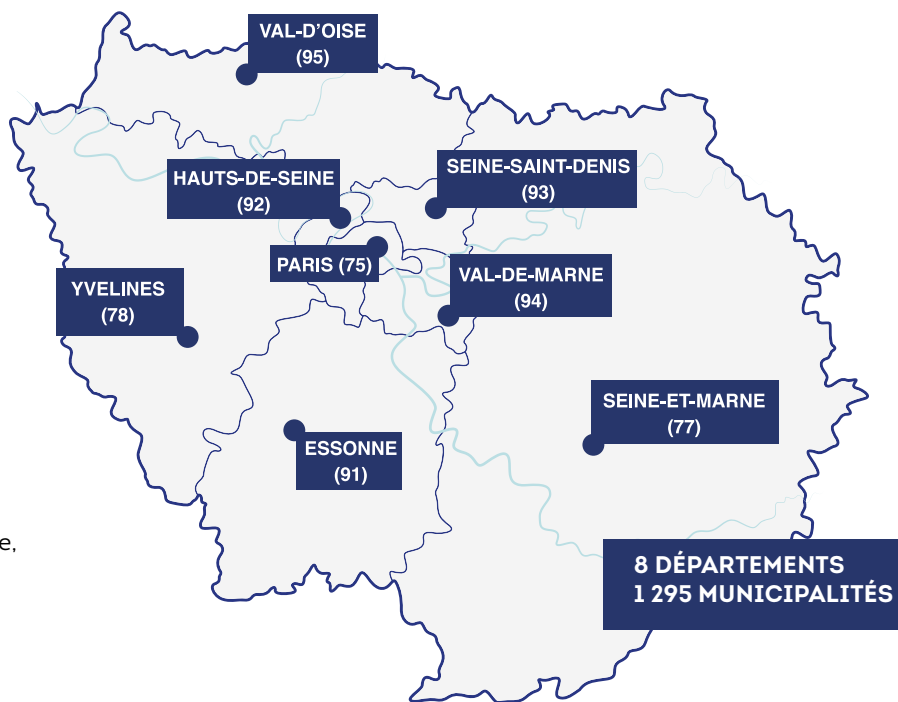 VAL-D'OISE
(95)
HAUTS-DE-SEINE
(92)
SEINE-SAINT-DENIS
(93)
PARIS (75)
VAL-DE-MARNE
(94)
YVELINES
(78)
SEINE-ET-MARNE
(77)
ESSONNE
(91)
e,
8 DÉPARTEMENTS
1 295 MUNICIPALITÉS